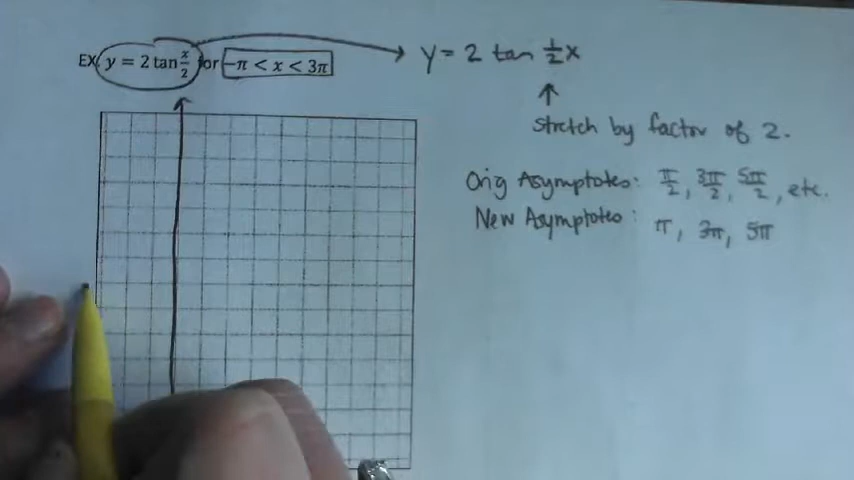 EX. y = 2 tan x/2 for -π < x < 3π
y = 2 tan 1/2 x
stretch by factor of 2.
Orig Asymptotes: π/2, 3π/2, 5π/2, etc.
New Asymptotes: π, 3π, 5π